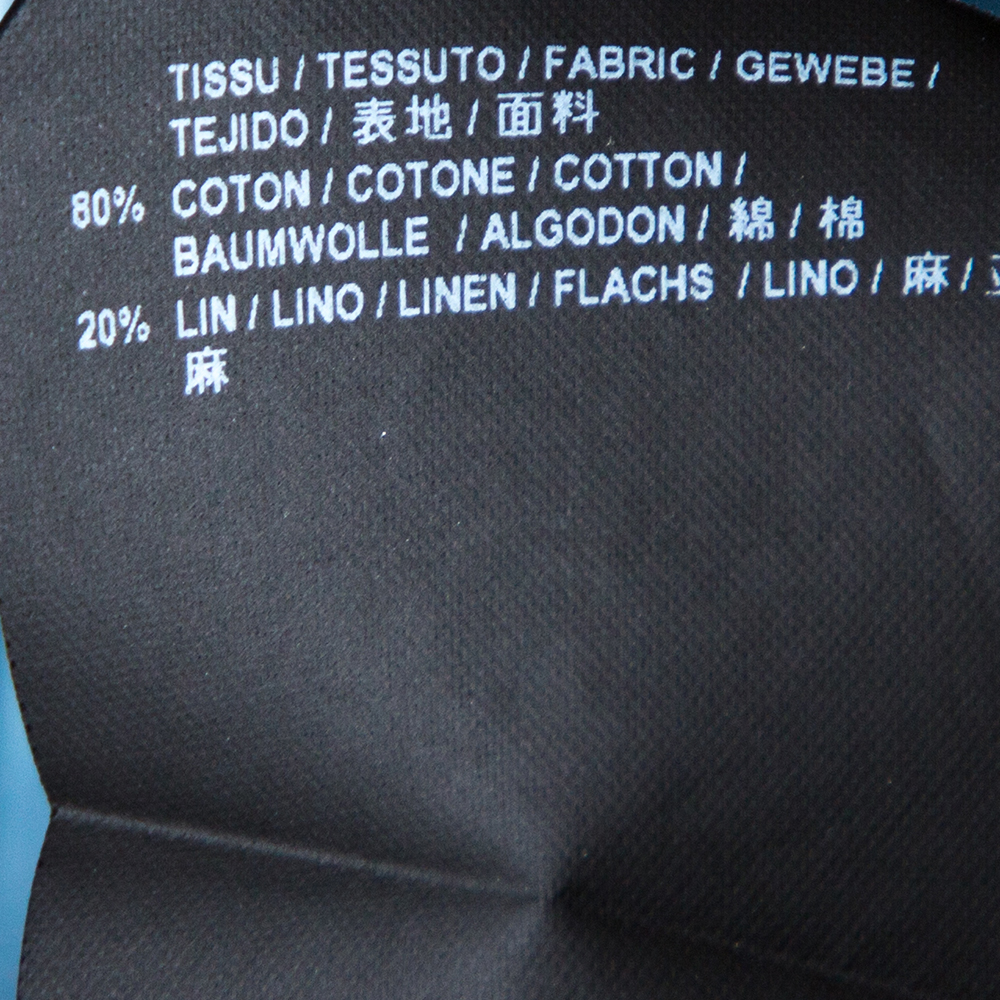 TISSU / TESSUTO / FABRIC / GEWEBE /
TEJIDO / 表地 / 面料
80% COTON / COTONE / COTTON /
BAUMWOLLE / ALGODON / 綿 / 棉
20% LIN / LINO / LINEN / FLACHS / LINO / 麻 /
麻